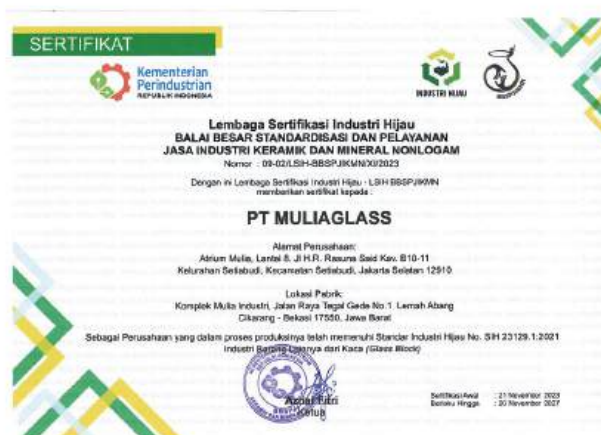 SERTIFIKAT
Kementerian
Perindustrian
REPUBLIK INDONESIA
INDUSTRI HIJAU
Lembaga Sertifikasi Industri Hijau
BALAI BESAR STANDARDISASI DAN PELAYANAN
JASA INDUSTRI KERAMIK DAN MINERAL NONLOGAM
Nomor : 09-02/LSIH-BBSPJIKMN/XI/2023
Dengan ini Lembaga Sertifikasi Industri Hijau - LSIH BBSPJIKMN
memberikan sertifikat kepada :
PT MULIAGLASS
Alamat Perusahaan:
Atrium Mulia, Lantai 8. Jl H.R. Rasuna Said Kav. B10-11
Kelurahan Setiabudi, Kecamatan Setiabudi, Jakarta Selatan 12910
Lokasi Pabrik:
Komplek Mulia Industri, Jalan Raya Tegal Gede No.1 Lemah Abang
Cikarang - Bekasi 17550, Jawa Barat
Sebagai Perusahaan yang dalam proses produksinya telah memenuhi Standar Industri Hijau No. SIH 23129.1:2021
Industri Barang Lainnya dari Kaca (Glass Block)
Azhar Fitri
Ketua
Sertifikasi Awal : 21 November 2023
Berlaku Hingga : 20 November 2027